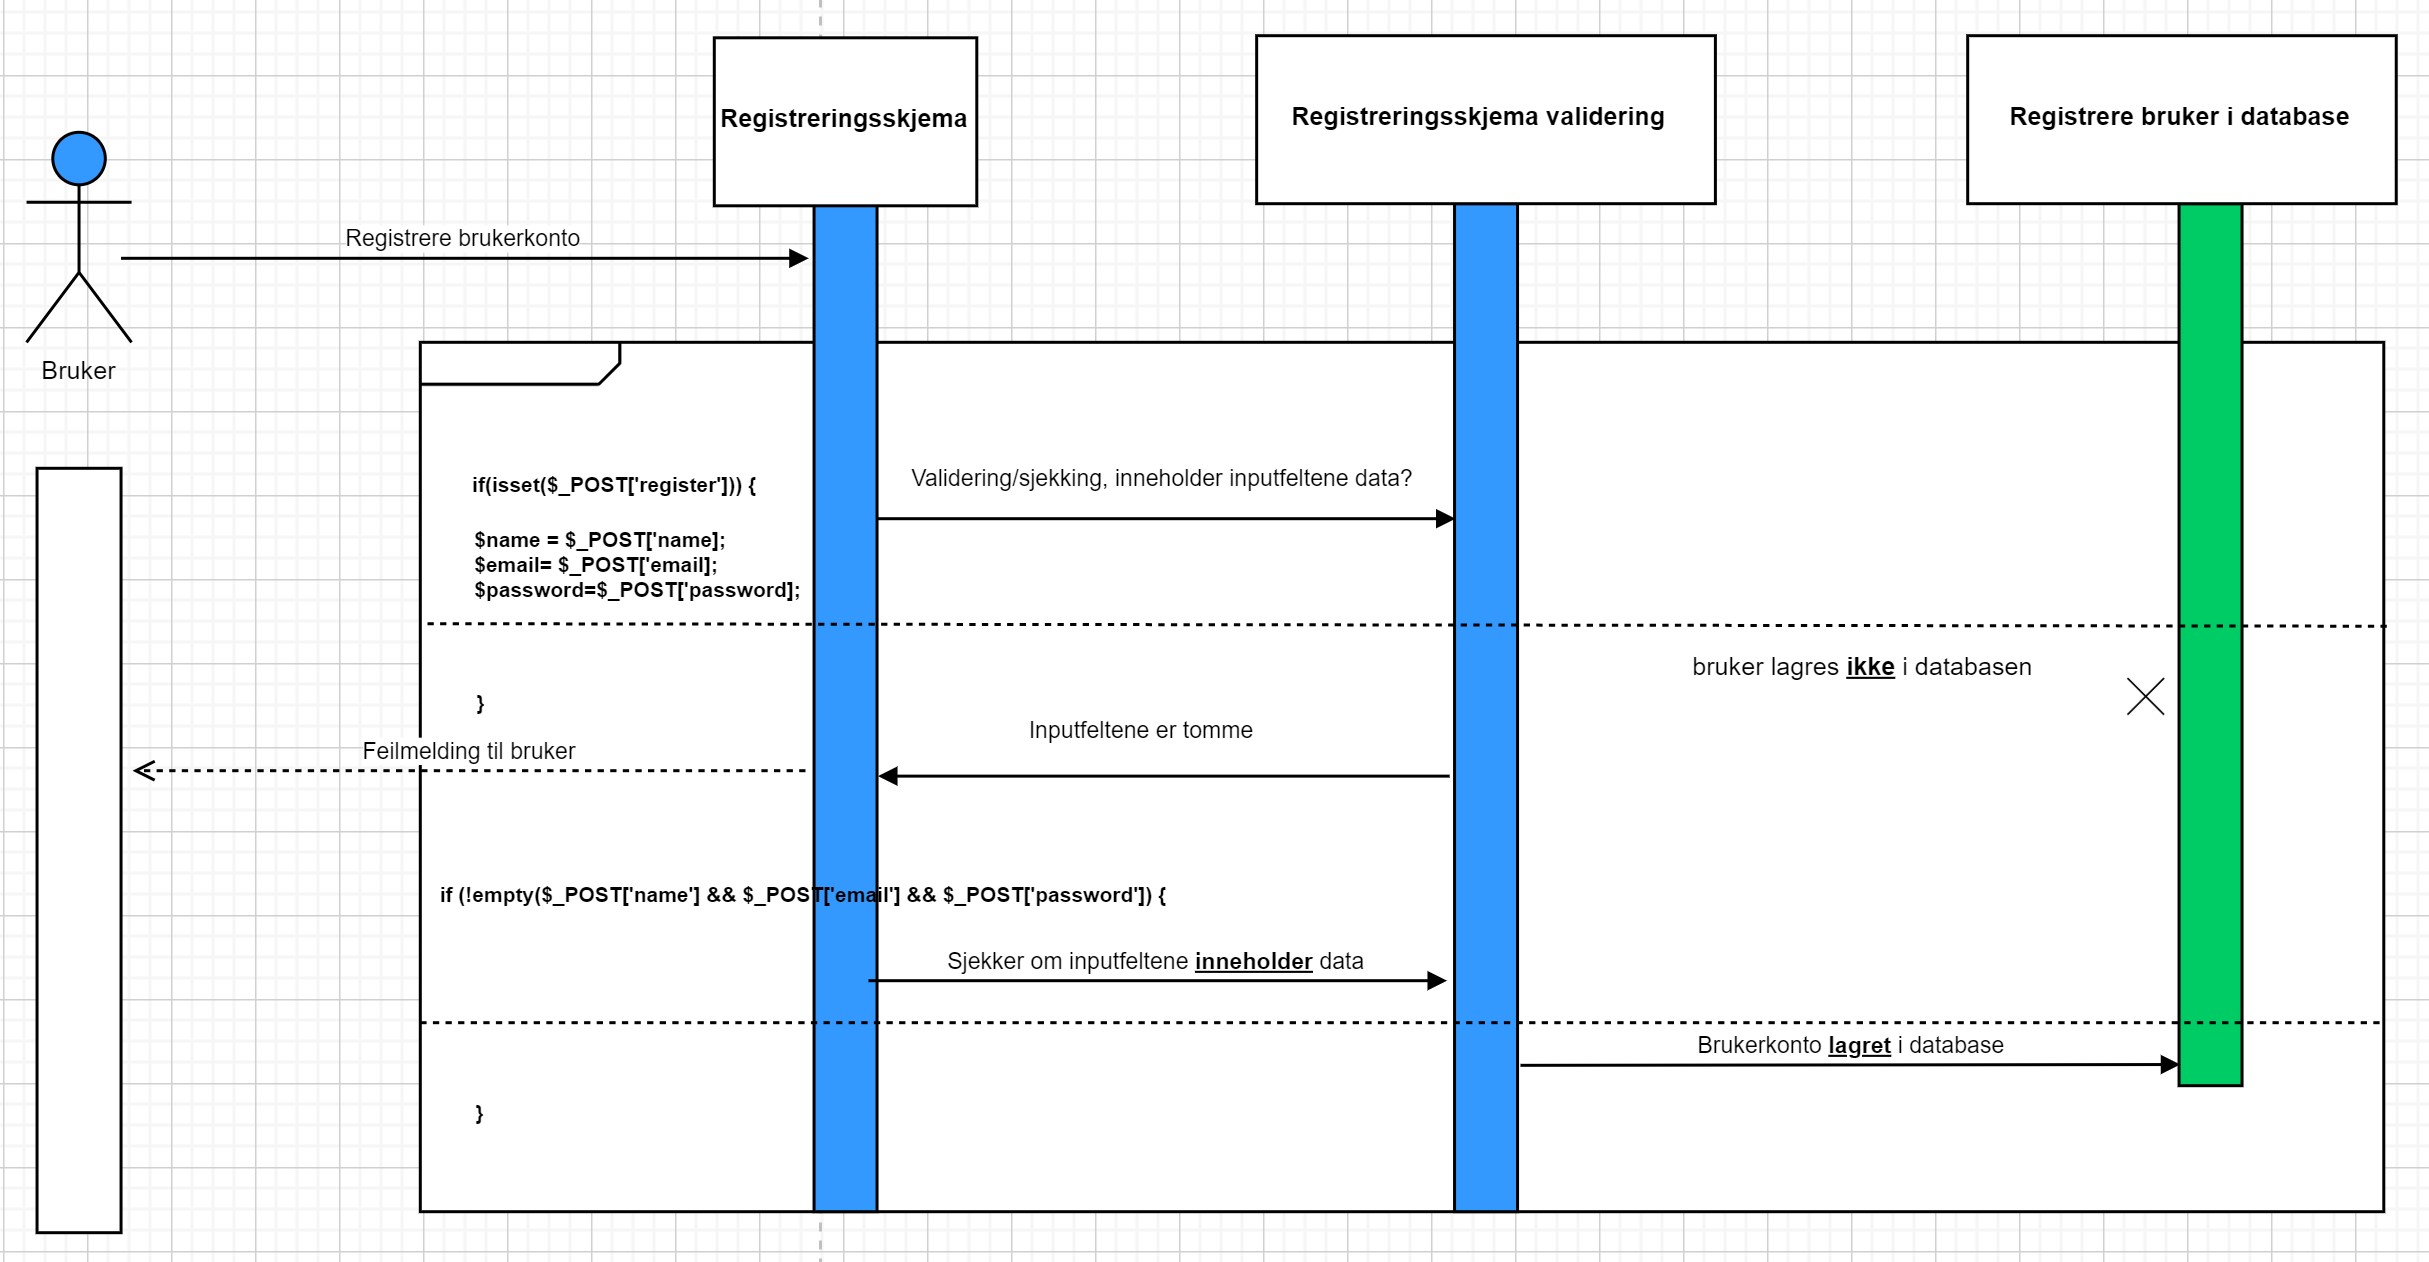 Registreringsskjema
Registreringsskjema validering
Registrere bruker i database
Registrere brukerkonto
Bruker
if(isset($_POST['register'])) {
Validering/sjekking, inneholder inputfeltene data?
$name = $_POST['name];
$email= $_POST['email];
$password=$_POST['password];
bruker lagres ikke i databasen
}
Inputfeltene er tomme
Feilmelding til bruker
if (!empty($_POST['name'] && $_POST['email'] && $_POST['password']) {
Sjekker om inputfeltene inneholder data
Brukerkonto lagret i database
}